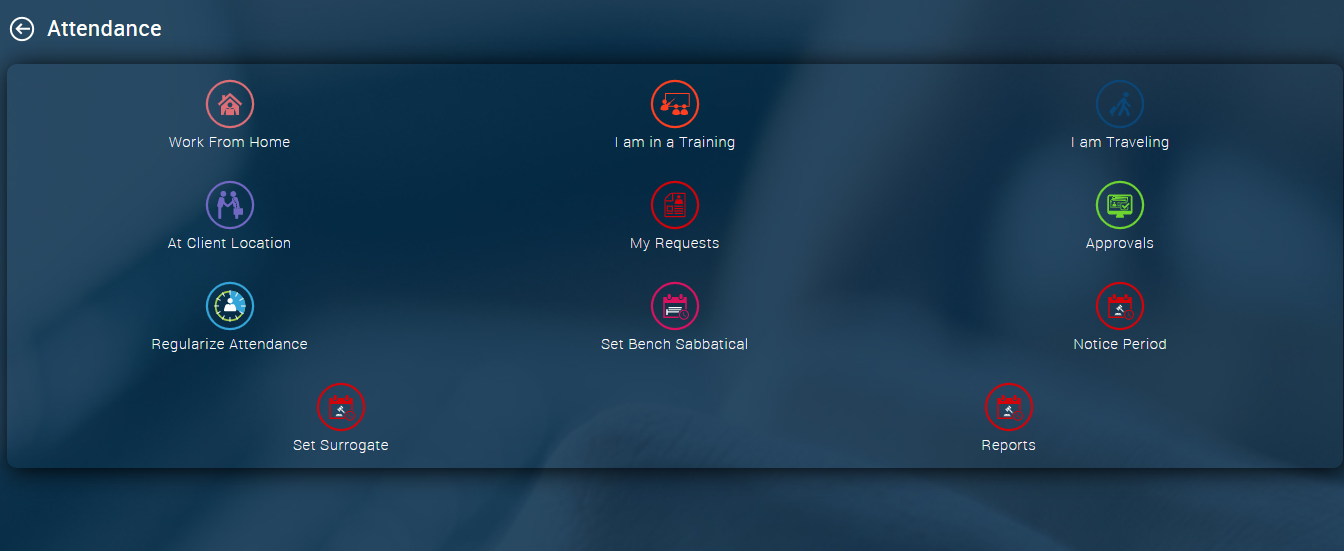 Attendance
Work From Home
I am in a Training
I am Traveling
At Client Location
My Requests
Approvals
Regularize Attendance
Set Bench Sabbatical
Notice Period
Set Surrogate
Reports